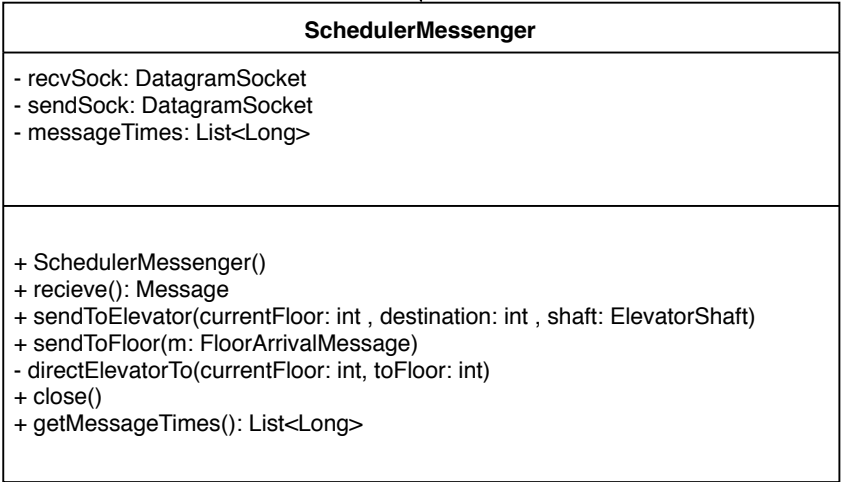 SchedulerMessenger
- recvSock: DatagramSocket
- sendSock: DatagramSocket
- messageTimes: List<Long>
+ SchedulerMessenger()
+ recieve(): Message
+ sendToElevator(currentFloor: int , destination: int , shaft: ElevatorShaft)
+ sendToFloor(m: FloorArrivalMessage)
- directElevatorTo(currentFloor: int, toFloor: int)
+ close()
+ getMessageTimes(): List<Long>